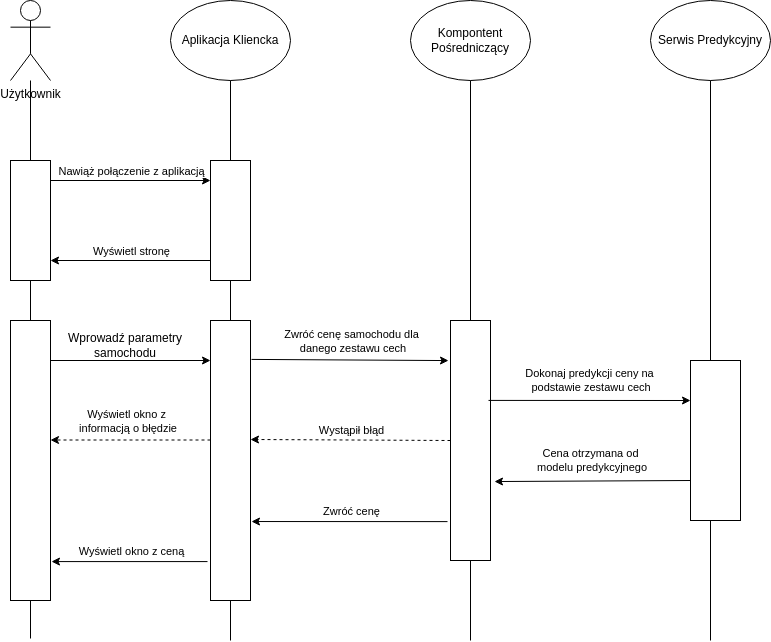 Aplikacja Kliencka
Kompontent
Pośredniczący
Serwis Predykcyjny
Użytkownik
Nawiąż połączenie z aplikacją
Wyświetl stronę
Wprowadź parametry
samochodu
Zwróć cenę samochodu dla
danego zestawu cech
Dokonaj predykcji ceny na
podstawie zestawu cech
Wyświetl okno z
informacją o błędzie
Wystąpił błąd
Cena otrzymana od
modelu predykcyjnego
Zwróć cenę
Wyświetl okno z ceną